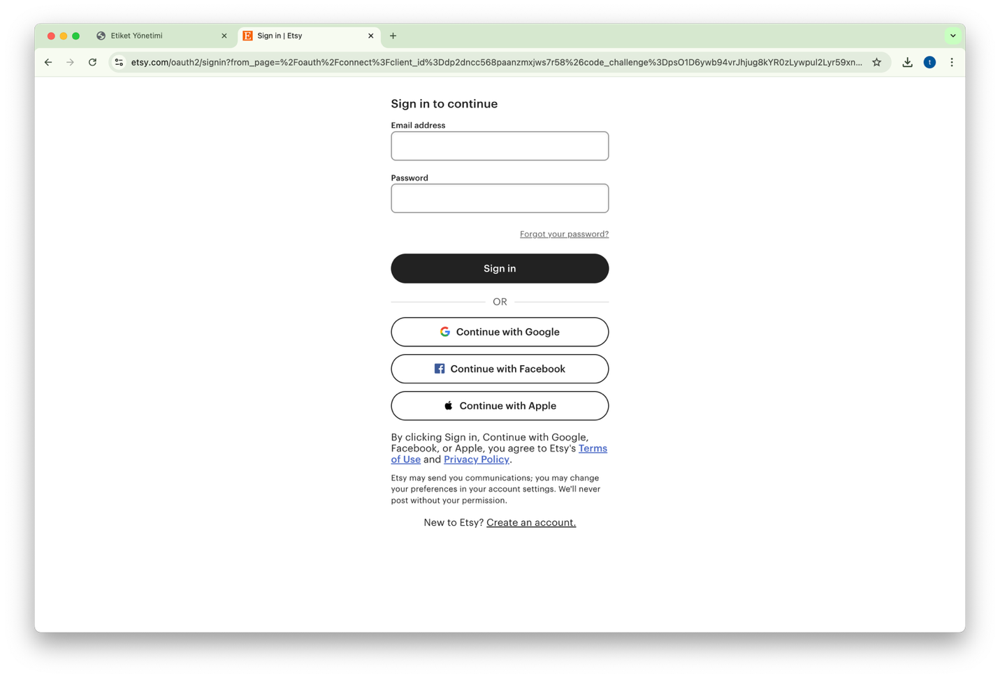 Etiket Yönetimi
Sign in | Etsy
etsy.com/oauth2/signin?from_page=%2Foauth%2Fconnect%3Fclient_id%3Ddp2dncc568paanzmxjws7r58%26code_challenge%3DpsO1D6ywb94vrJhjug8kYR0zLywpul2Lyr59xn...
t
Sign in to continue
Email address
Password
Forgot your password?
Sign in
OR
Continue with Google
Continue with Facebook
Continue with Apple
By clicking Sign in, Continue with Google,
Facebook, or Apple, you agree to Etsy's Terms
of Use and Privacy Policy.
Etsy may send you communications; you may change
your preferences in your account settings. We'll never
post without your permission.
New to Etsy? Create an account.